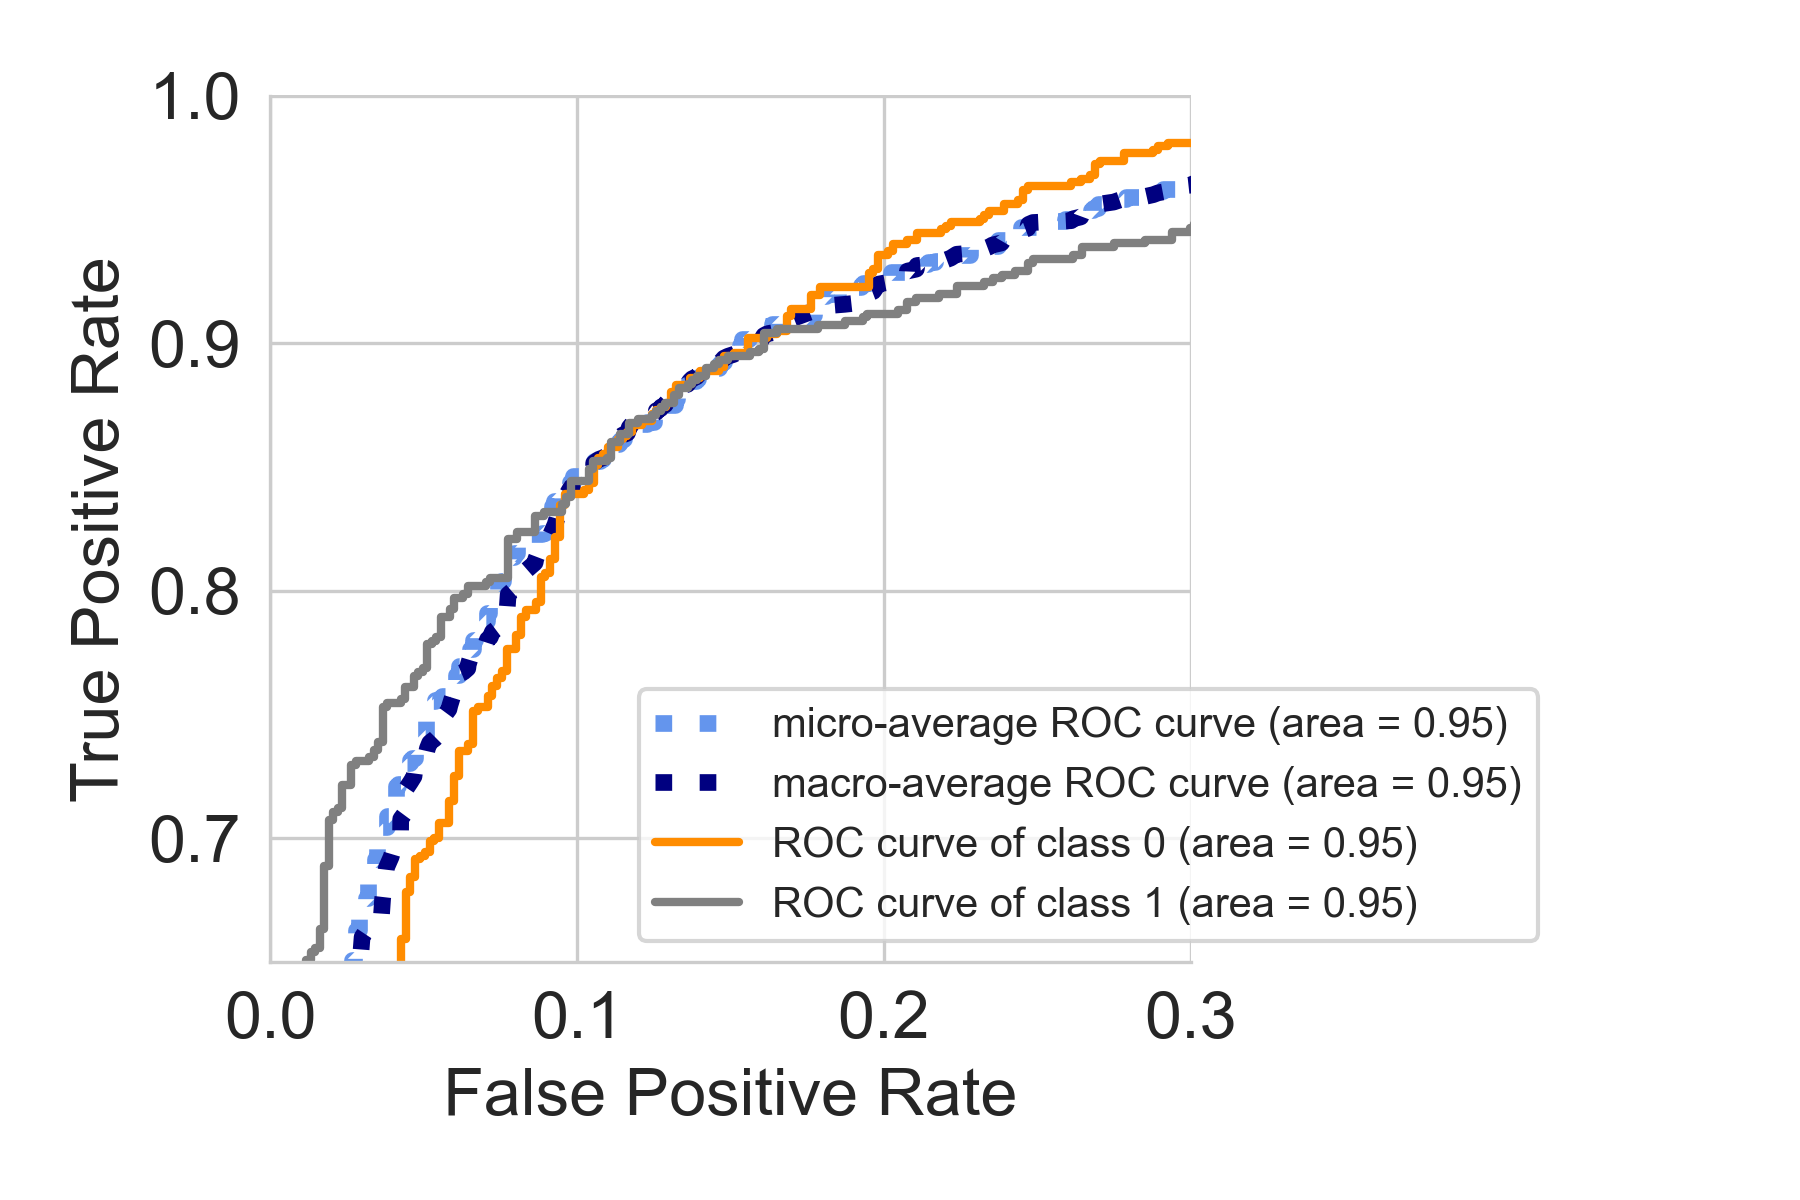 1.0
0.9
0.8
0.7
True Positive Rate
0.0 0.1 0.2 0.3
False Positive Rate
micro-average ROC curve (area = 0.95)
macro-average ROC curve (area = 0.95)
ROC curve of class 0 (area = 0.95)
ROC curve of class 1 (area = 0.95)